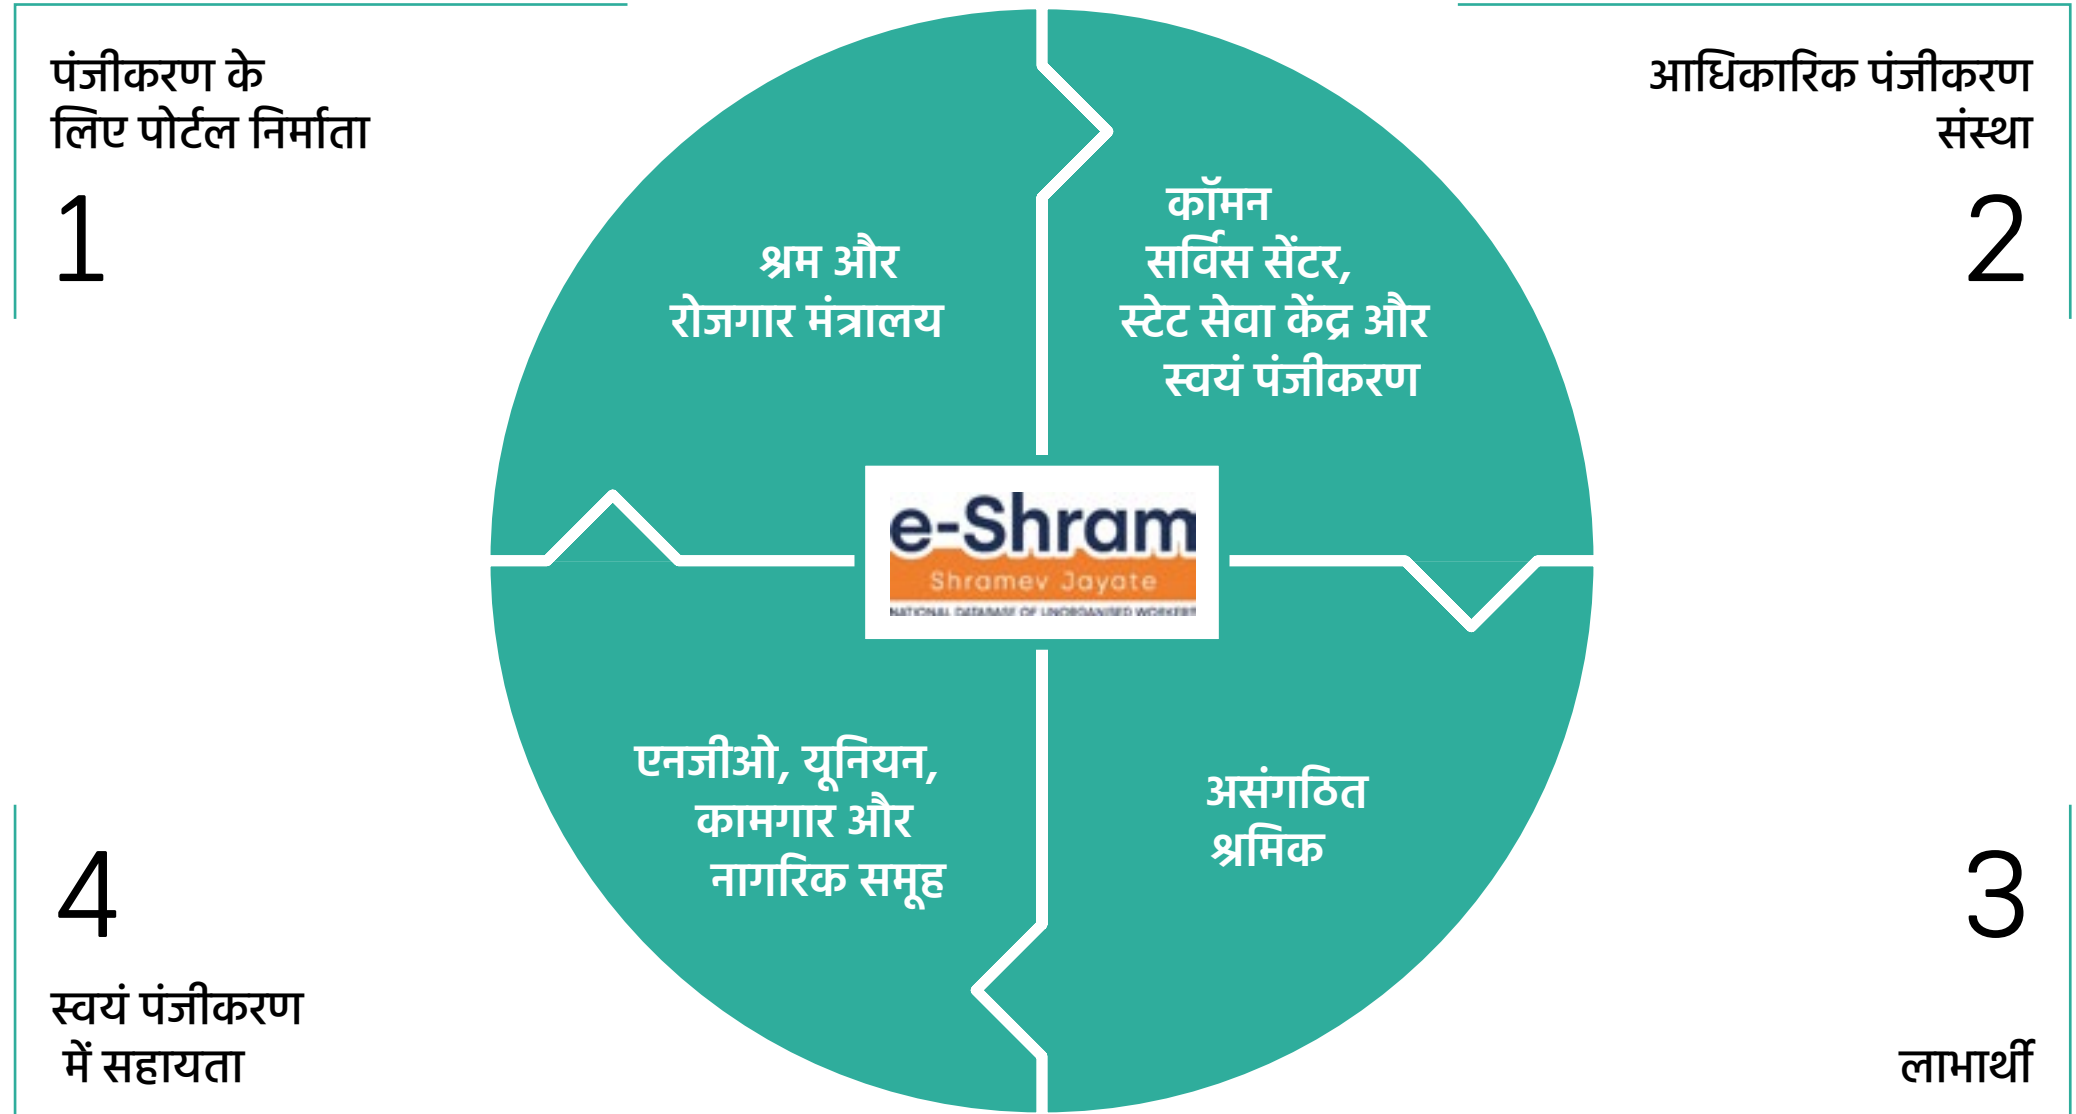 पंजीकरण के
लिए पोर्टल निर्माता
1
आधिकारिक पंजीकरण
संस्था
2
श्रम और
रोजगार मंत्रालय
कॉमन
सर्विस सेंटर,
स्टेट सेवा केंद्र और
स्वयं पंजीकरण
e-Shram
Shramev Jayate
NATIONAL DATABASE OF UNORGANISED WORKERS
एनजीओ, यूनियन,
कामगार और
नागरिक समूह
असंगठित
श्रमिक
4
स्वयं पंजीकरण
में सहायता
3
लाभार्थी